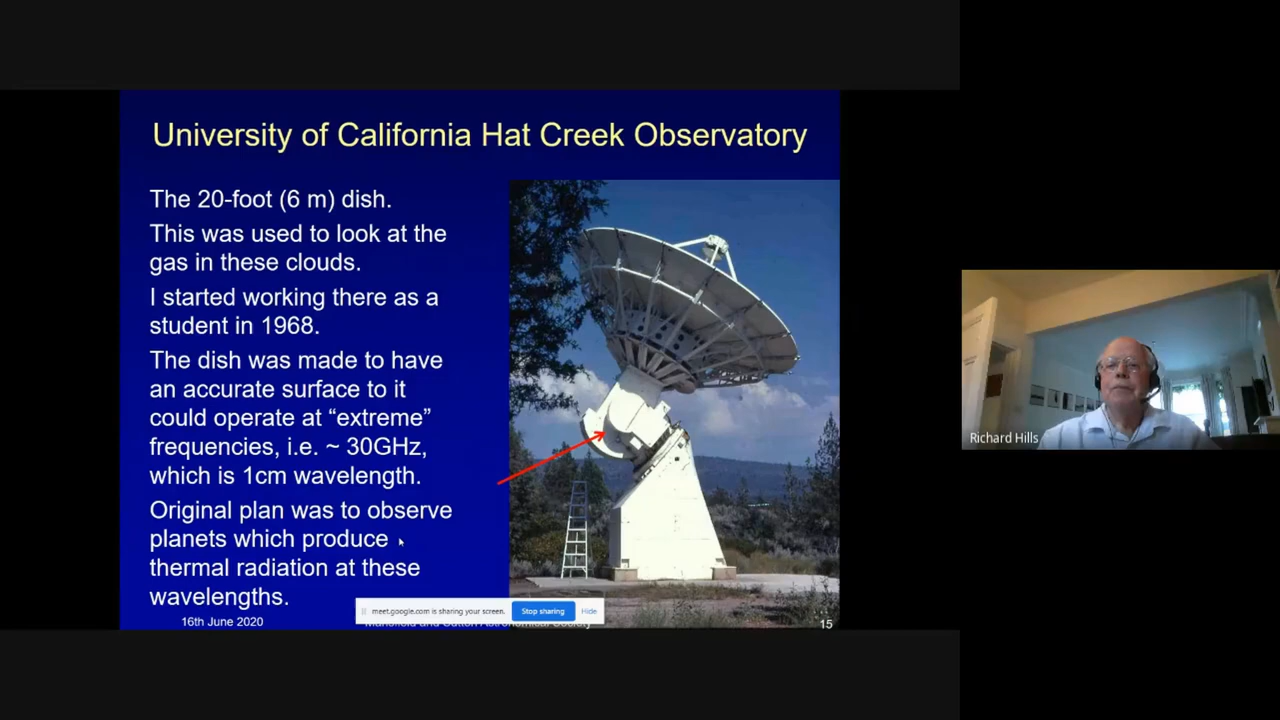 University of California Hat Creek Observatory
The 20-foot (6 m) dish.
This was used to look at the
gas in these clouds.
I started working there as a
student in 1968.
The dish was made to have
an accurate surface to it
could operate at “extreme”
frequencies, i.e. ~ 30GHz,
which is 1cm wavelength.
Original plan was to observe
planets which produce
thermal radiation at these
wavelengths.
meet.google.com is sharing your screen. Stop sharing Hide
16th June 2020
15
Richard Hills